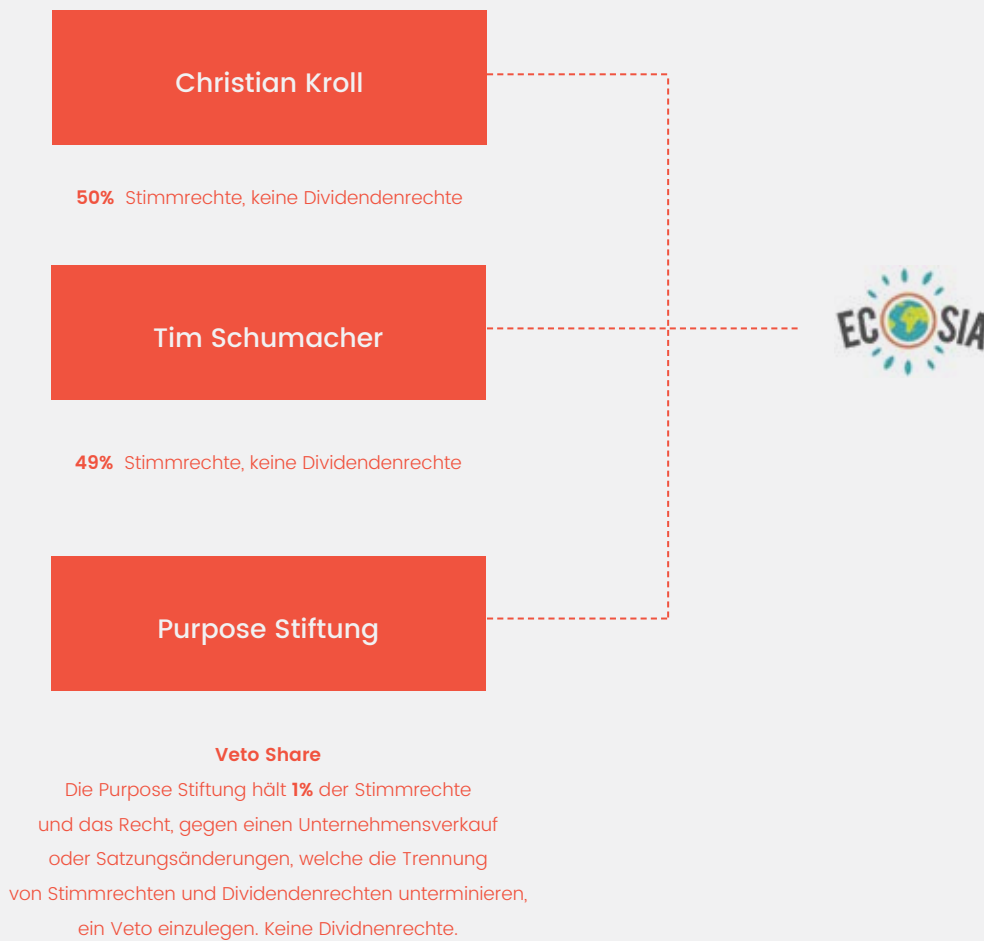 Christian Kroll
50% Stimmrechte, keine Dividendenrechte
Tim Schumacher
ECOSIA
49% Stimmrechte, keine Dividendenrechte
Purpose Stiftung
Veto Share
Die Purpose Stiftung hält 1% der Stimmrechte
und das Recht, gegen einen Unternehmensverkauf
oder Satzungsänderungen, welche die Trennung
von Stimmrechten und Dividendenrechten unterminieren,
ein Veto einzulegen. Keine Dividnenrechte.